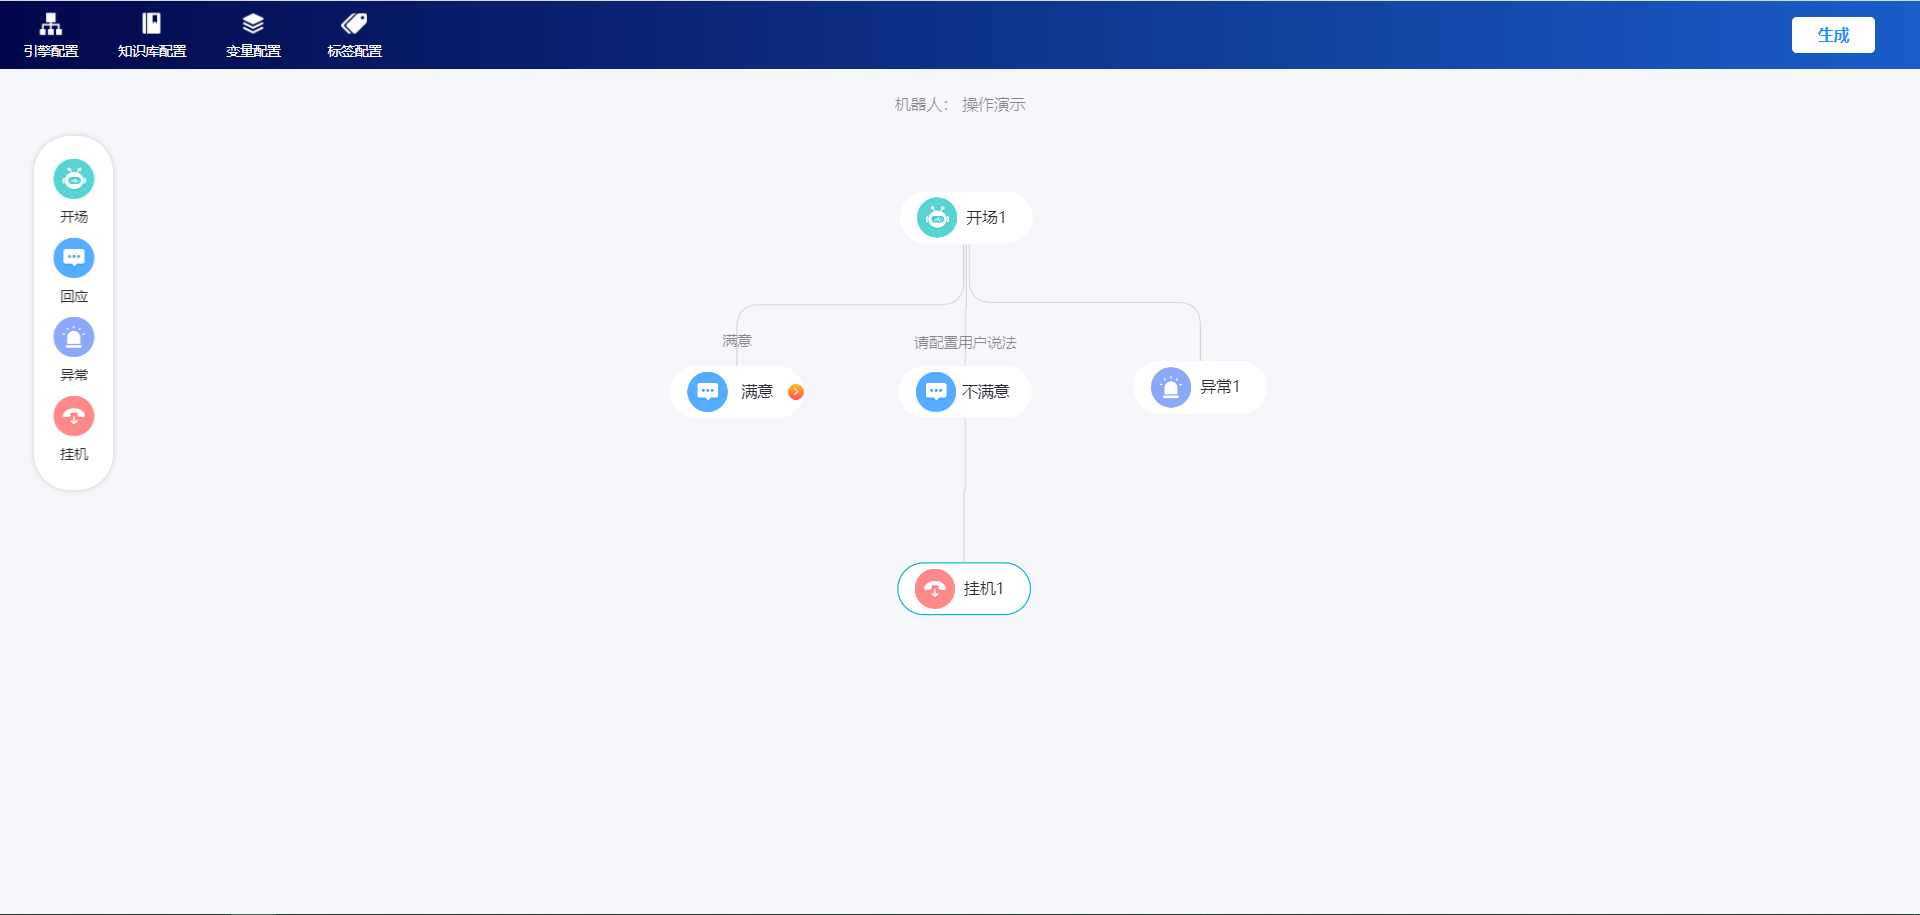 引擎配置
知识库配置
变量配置
标签配置
生成
机器人： 操作演示
开场
回应
异常
挂机
开场1
满意
请配置用户说法
满意
不满意
异常1
挂机1